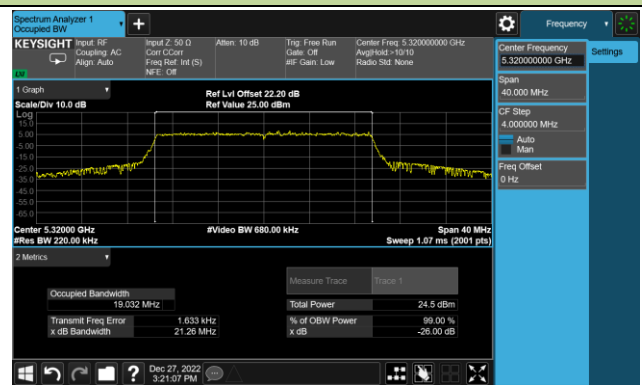 Spectrum Analyzer 1
Occupied BW
+
Frequency
KEYSIGHT
Input: RF
Coupling: AC
Align: Auto
Input Z: 50 Ω
Corr CCorr
Freq Ref: Int (S)
NFE: Off
Atten: 10 dB
Trig: Free Run
Gate: Off
#IF Gain: Low
Center Freq: 5.320000000 GHz
Avg|Hold:>10/10
Radio Std: None
Center Frequency
5.320000000 GHz
Settings
Span
40.000 MHz
CF Step
4.000000 MHz
Auto
Man
Freq Offset
0 Hz
1 Graph
Scale/Div 10.0 dB
Ref Lvl Offset 22.20 dB
Ref Value 25.00 dBm
Log
15.0
5.00
-5.00
-15.0
-25.0
-35.0
-45.0
-55.0
-65.0
Center 5.32000 GHz
#Res BW 220.00 kHz
#Video BW 680.00 kHz
Span 40 MHz
Sweep 1.07 ms (2001 pts)
2 Metrics
Measure Trace
Trace 1
Occupied Bandwidth
19.032 MHz
Total Power
24.5 dBm
Transmit Freq Error
1.633 kHz
% of OBW Power
99.00 %
x dB Bandwidth
21.26 MHz
x dB
-26.00 dB
?
Dec 27, 2022
3:21:07 PM